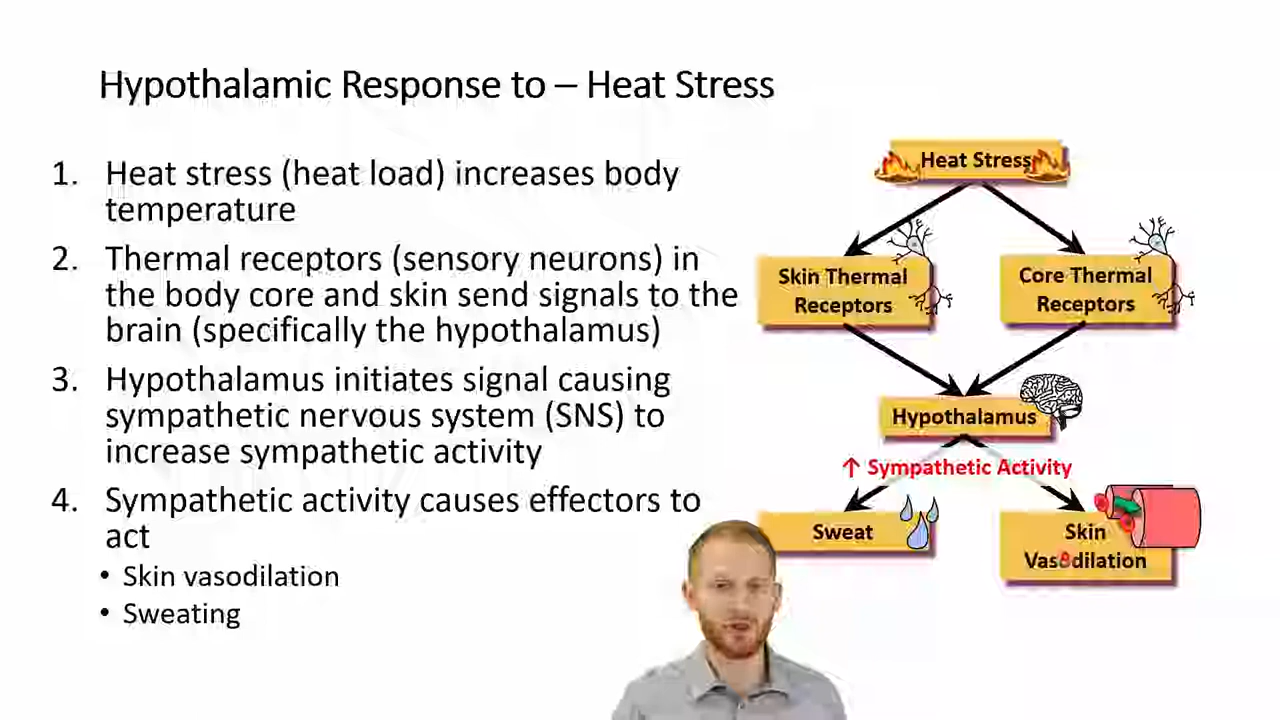 Hypothalamic Response to – Heat Stress
1. Heat stress (heat load) increases body
temperature
2. Thermal receptors (sensory neurons) in
the body core and skin send signals to the
brain (specifically the hypothalamus)
3. Hypothalamus initiates signal causing
sympathetic nervous system (SNS) to
increase sympathetic activity
4. Sympathetic activity causes effectors to
act
• Skin vasodilation
• Sweating
Heat Stress
Skin Thermal
Receptors
Core Thermal
Receptors
Hypothalamus
↑ Sympathetic Activity
Sweat
Skin
Vasodilation